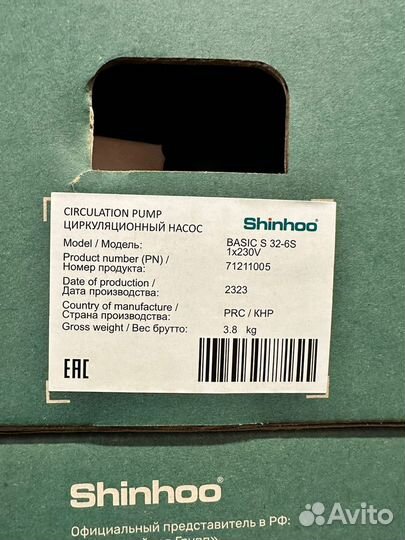 CIRCULATION PUMP
ЦИРКУЛЯЦИОННЫЙ НАСОС
Shinhoo
Model / Модель: BASIC S 32-6S
1x230V
Product number (PN) / 71211005
Номер продукта:
Date of production / 2323
Дата производства:
Country of manufacture / PRC / КНР
Страна производства:
Gross weight / Вес брутто: 3.8 kg
EAC
Shinhoo
Официальный представитель в РФ:
Групп»
Avito